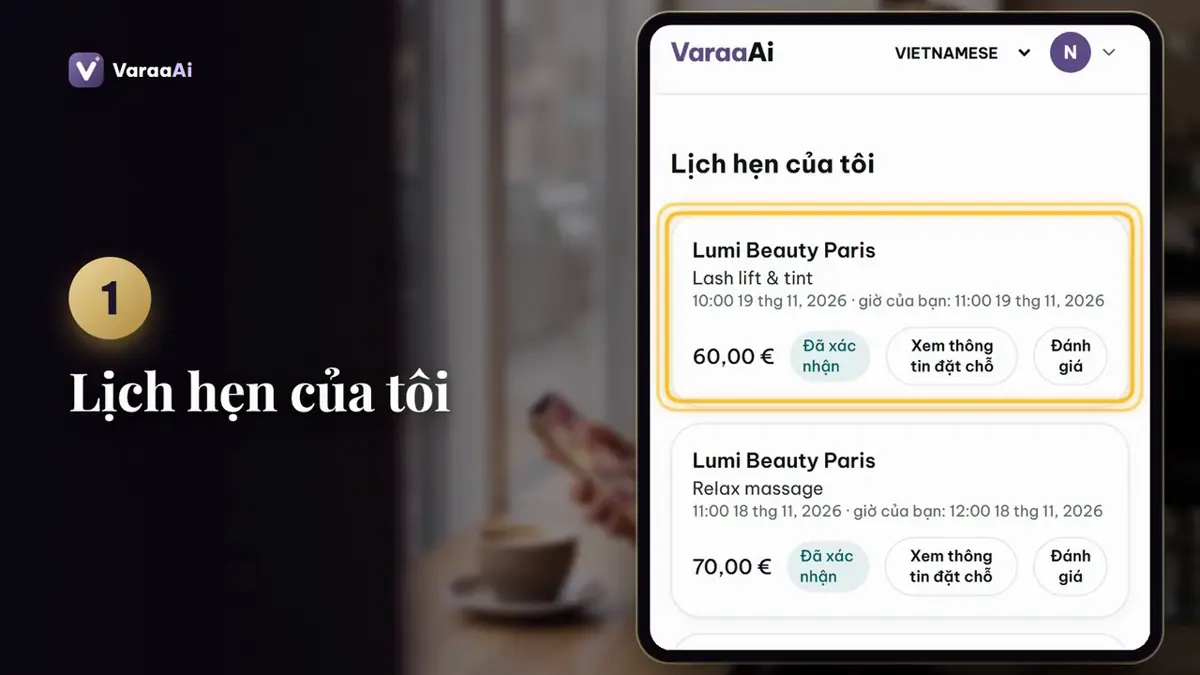 VaraaAi
1
Lịch hẹn của tôi
VaraaAi
VIETNAMESE
N
Lịch hẹn của tôi
Lumi Beauty Paris
Lash lift & tint
10:00 19 thg 11, 2026 · giờ của bạn: 11:00 19 thg 11, 2026
60,00 €
Đã xác
nhận
Xem thông
tin đặt chỗ
Đánh
giá
Lumi Beauty Paris
Relax massage
11:00 18 thg 11, 2026 · giờ của bạn: 12:00 18 thg 11, 2026
70,00 €
Đã xác
nhận
Xem thông
tin đặt chỗ
Đánh
giá